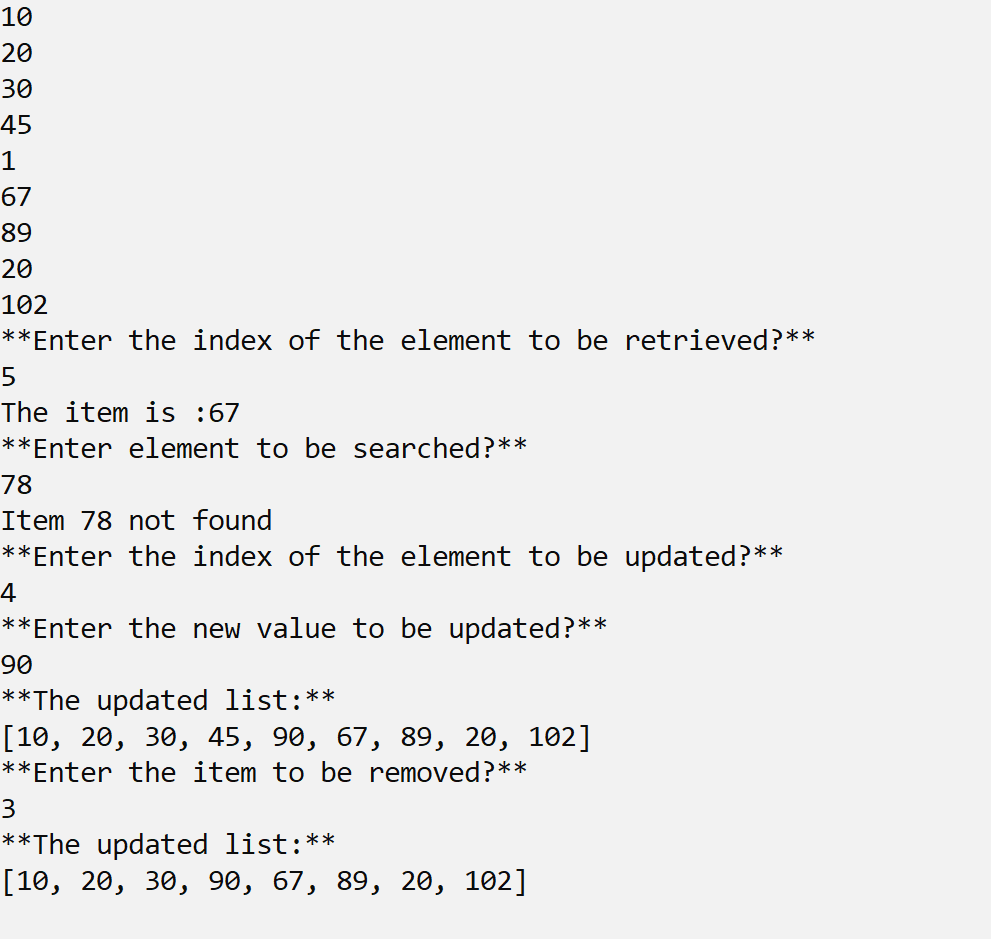 10
20
30
45
1
67
89
20
102
**Enter the index of the element to be retrieved?**
5
The item is :67
**Enter element to be searched?**
78
Item 78 not found
**Enter the index of the element to be updated?**
4
**Enter the new value to be updated?**
90
**The updated list:**
[10, 20, 30, 45, 90, 67, 89, 20, 102]
**Enter the item to be removed?**
3
**The updated list:**
[10, 20, 30, 90, 67, 89, 20, 102]